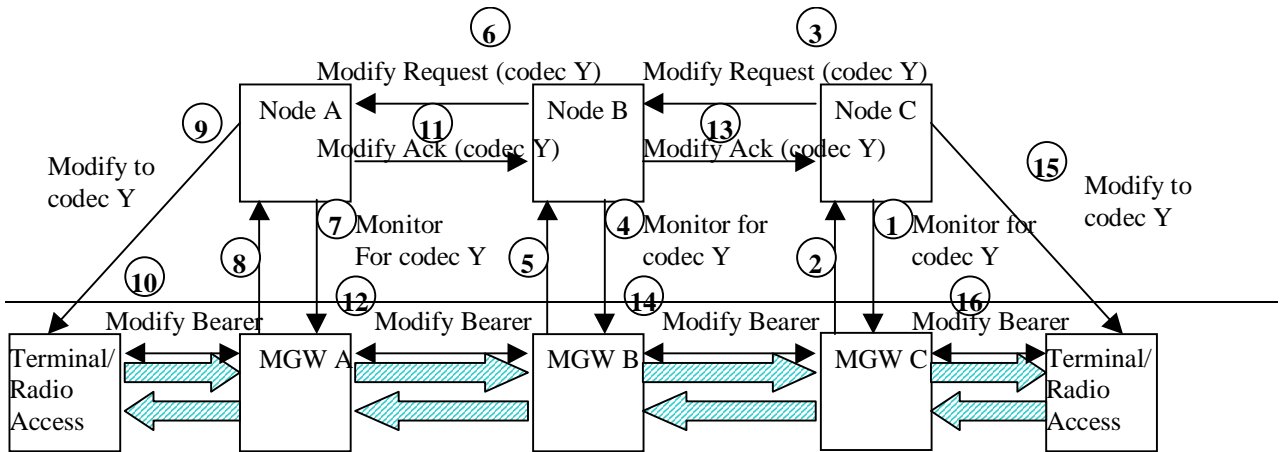 6
3
Modify Request (codec Y)
Modify Request (codec Y)
Node A
Node B
Node C
9
11
13
Modify Ack (codec Y)
Modify Ack (codec Y)
Modify to
codec Y
15
Modify to
codec Y
7
Monitor
For codec Y
4
Monitor for
codec Y
1
Monitor for
codec Y
8
5
2
10
12
14
16
Modify Bearer
Modify Bearer
Modify Bearer
Modify Bearer
Terminal/
Radio
Access
MGW A
MGW B
MGW C
Terminal/
Radio
Access